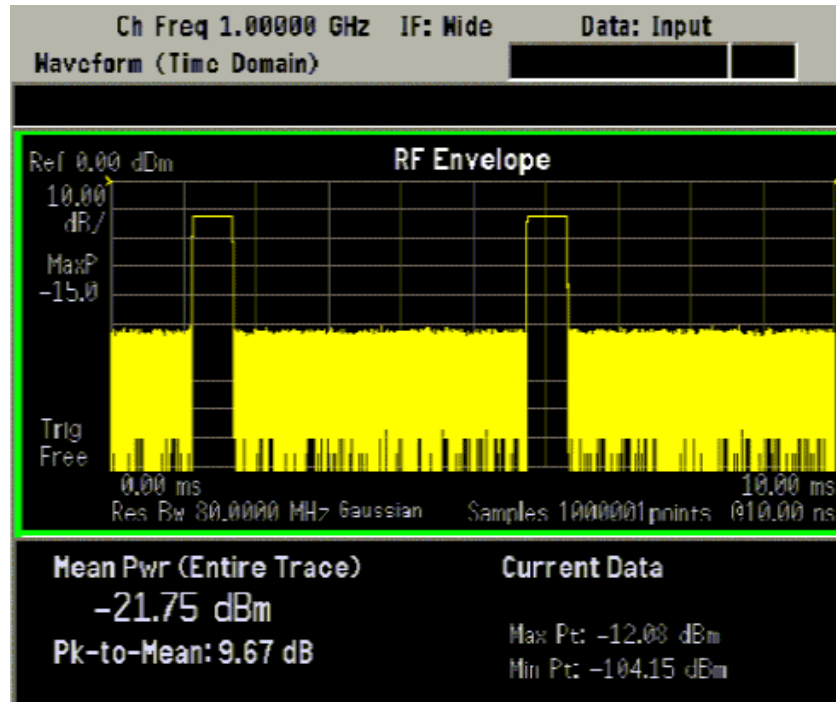 Ch Freq 1.00000 GHz IF: Wide Data: Input
Waveform (Time Domain)
Ref 0.00 dBm RF Envelope
10.00
dB/
MaxP
-15.0
Trig
Free
0.00 ms 10.00 ms
Res Bw 80.0000 MHz Gaussian Samples 1000001points @10.00 ns
Mean Pwr (Entire Trace) Current Data
-21.75 dBm
Max Pt: -12.08 dBm
Pk-to-Mean: 9.67 dB
Min Pt: -104.15 dBm